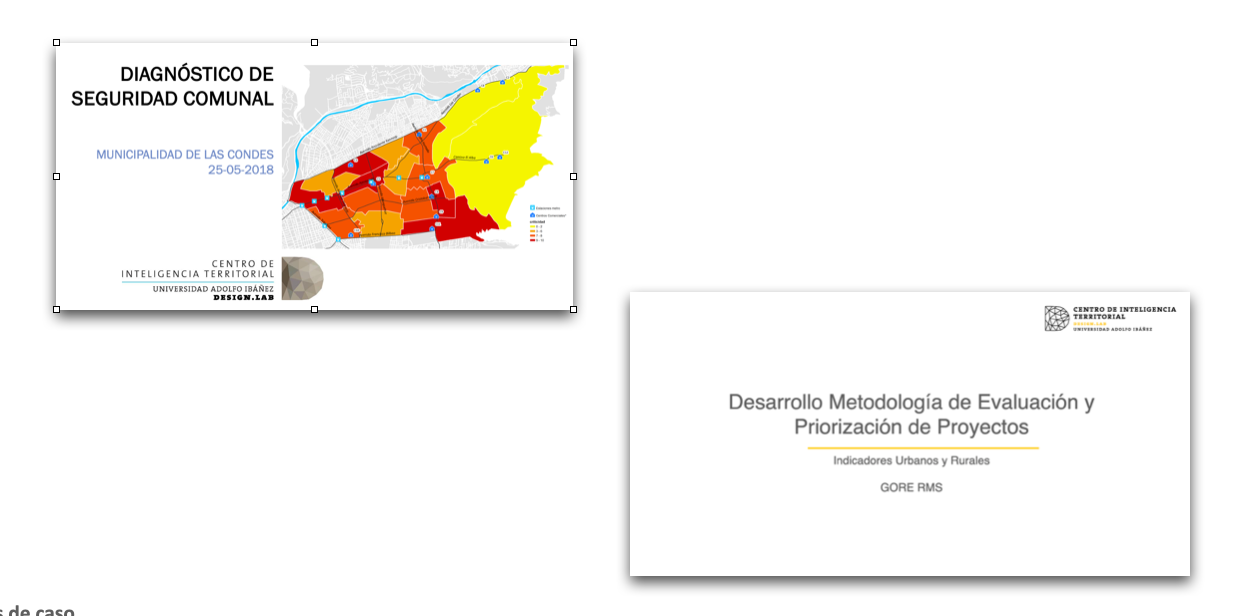 DIAGNÓSTICO DE
SEGURIDAD COMUNAL
MUNICIPALIDAD DE LAS CONDES
25-05-2018
CENTRO DE
INTELIGENCIA TERRITORIAL
UNIVERSIDAD ADOLFO IBÁÑEZ
DESIGN.LAB
CENTRO DE INTELIGENCIA
TERRITORIAL
DESIGN.LAB
UNIVERSIDAD ADOLFO IBÁÑEZ
Desarrollo Metodología de Evaluación y
Priorización de Proyectos
Indicadores Urbanos y Rurales
GORE RMS
s de caso